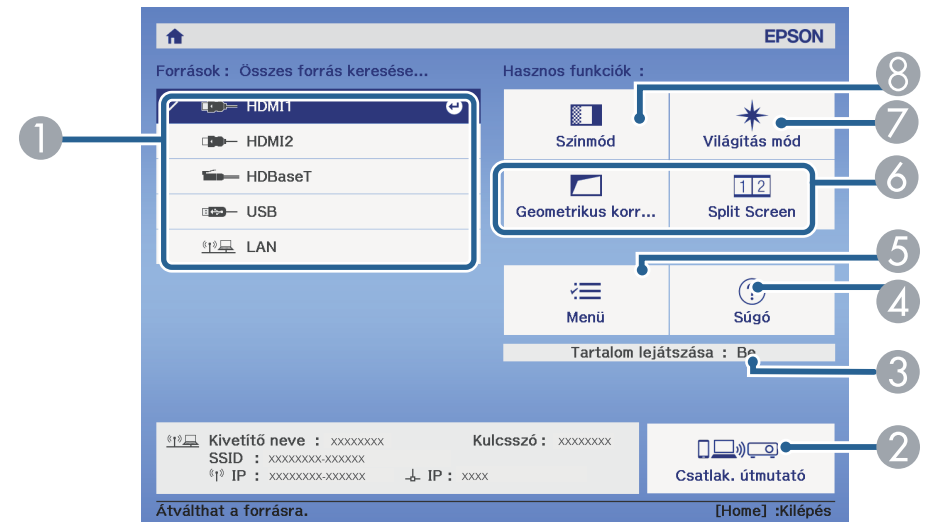 EPSON
Források : Összes forrás keresése...
Hasznos funkciók :
HDMI1
HDMI2
HDBaseT
USB
LAN
Színmód
Világítás mód
Geometrikus korr...
1 2
Split Screen
Menü
Súgó
Tartalom lejátszása : Be
Kivetítő neve : xxxxxxxx
Kulcsszó : xxxxxxxx
SSID : xxxxxxxx-xxxxxx
IP : xxxxxxxx-xxxxxx
IP : xxxx
Csatlak. útmutató
Átválthat a forrásra.
[Home] :Kilépés
1
2
3
4
5
6
7
8